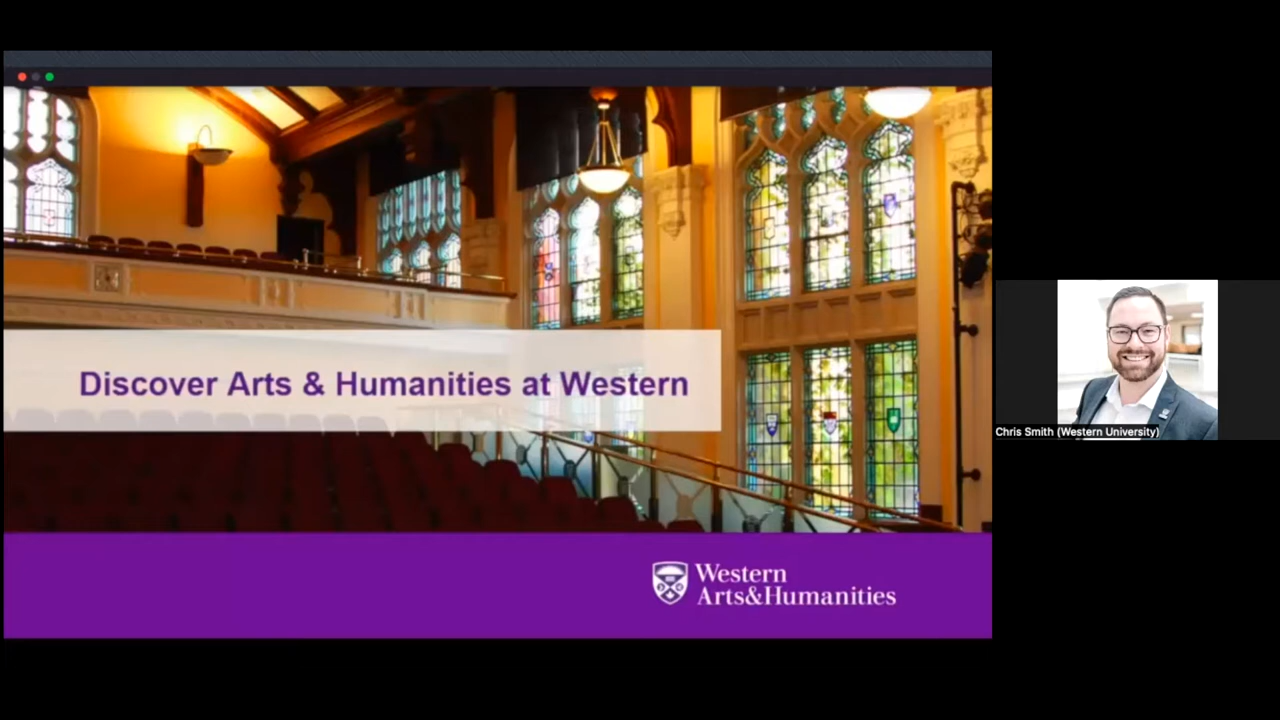 Discover Arts & Humanities at Western
Western
Arts&Humanities
Chris Smith (Western University)